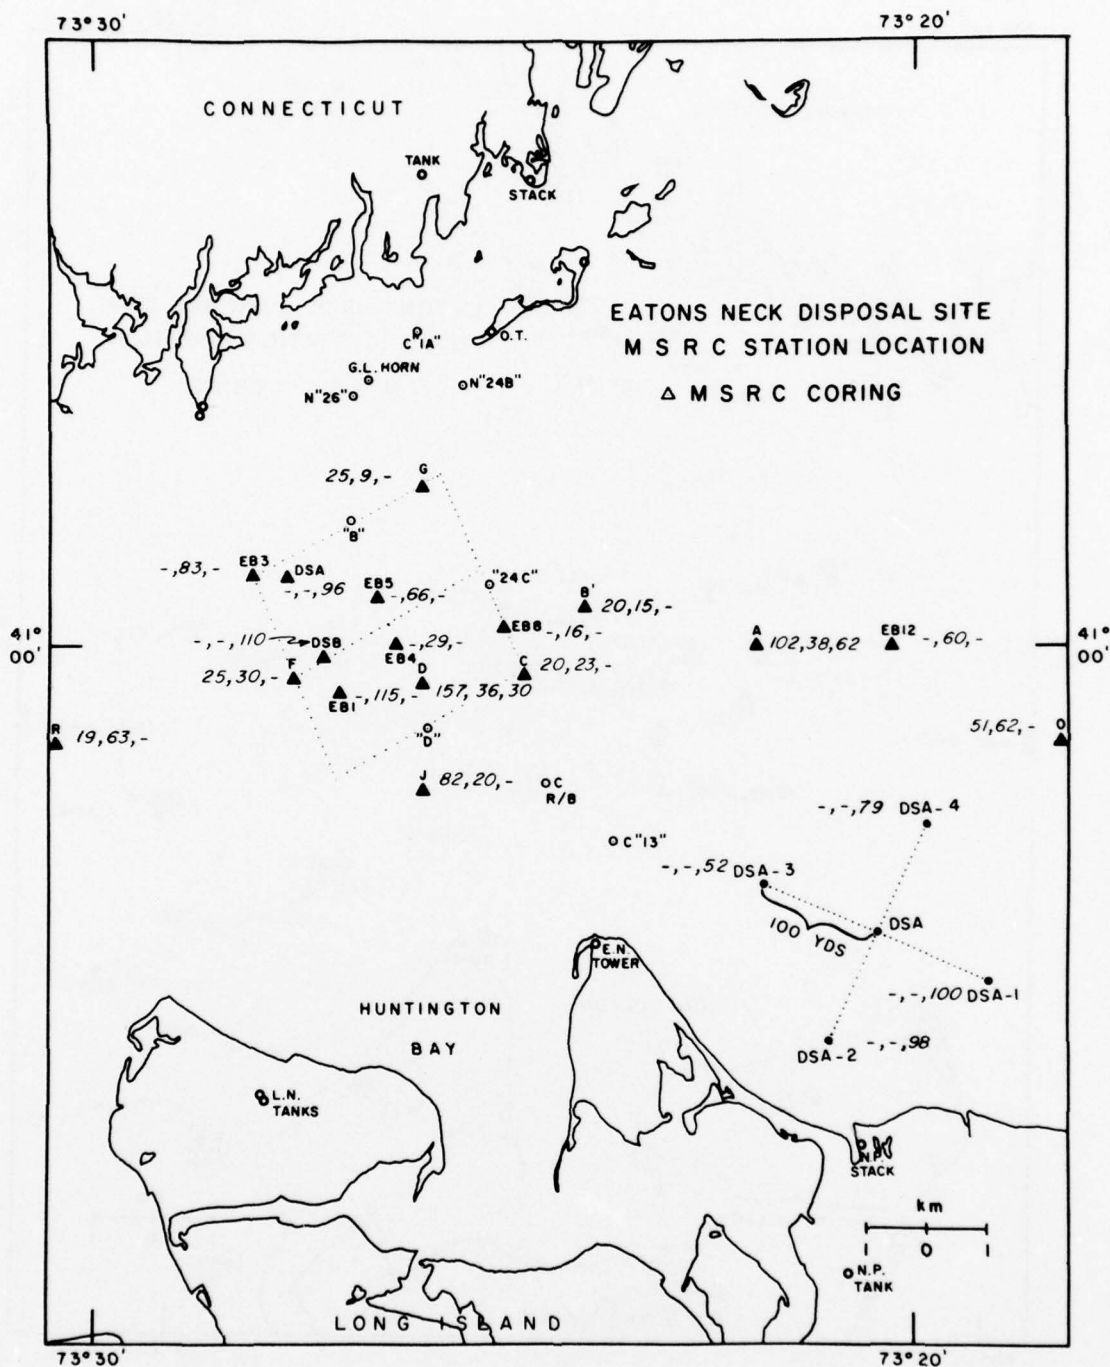 73°30'
73°20'
CONNECTICUT
TANK
STACK
EATONS NECK DISPOSAL SITE
M S R C STATION LOCATION
△ M S R C CORING
C"1A"
O.T.
G.L. HORN
N"24B"
N"26"
G
25,9,-
"B"
EB3
-,83,-
DSA
-,-,96
EB5
-,66,-
"24C"
B'
20,15,-
EB8
-,16,-
A
102,38,62
EB12
-,60,-
41°
00'
41°
00'
-,-,110
DSB
-,29,-
EB4
C
20,23,-
F
25,30,-
D
157,36,30
EB1
-,115,-
R
19,63,-
"D"
O
51,62,-
J
82,20,-
C
R/B
C"13"
-,-,79 DSA-4
-,-,52 DSA-3
DSA
100 YDS
E.N.
TOWER
-,-,100 DSA-1
DSA-2 -,-,98
HUNTINGTON
BAY
L.N.
TANKS
N.P.
STACK
km
1 0 1
N.P.
TANK
LONG ISLAND
73°30'
73°20'